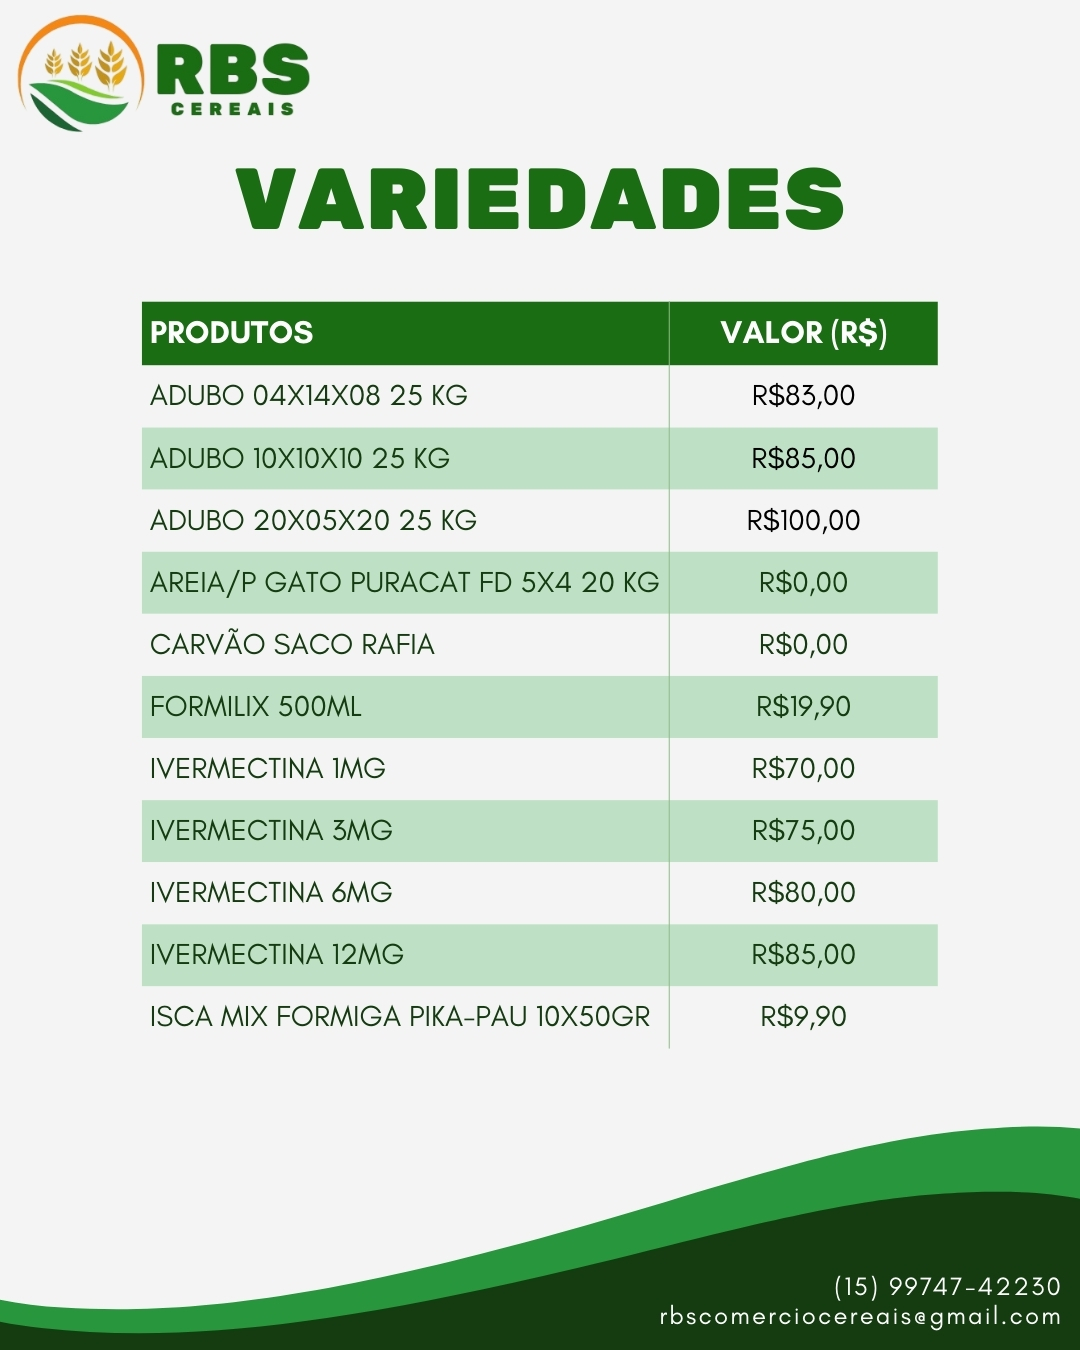 RBS
CEREAIS
VARIEDADES
PRODUTOS VALOR (R$)
ADUBO 04X14X08 25 KG R$83,00
ADUBO 10X10X10 25 KG R$85,00
ADUBO 20X05X20 25 KG R$100,00
AREIA/P GATO PURACAT FD 5X4 20 KG R$0,00
CARVÃO SACO RAFIA R$0,00
FORMILIX 500ML R$19,90
IVERMECTINA 1MG R$70,00
IVERMECTINA 3MG R$75,00
IVERMECTINA 6MG R$80,00
IVERMECTINA 12MG R$85,00
ISCA MIX FORMIGA PIKA-PAU 10X50GR R$9,90
(15) 99747-42230
rbscomerciocereais@gmail.com